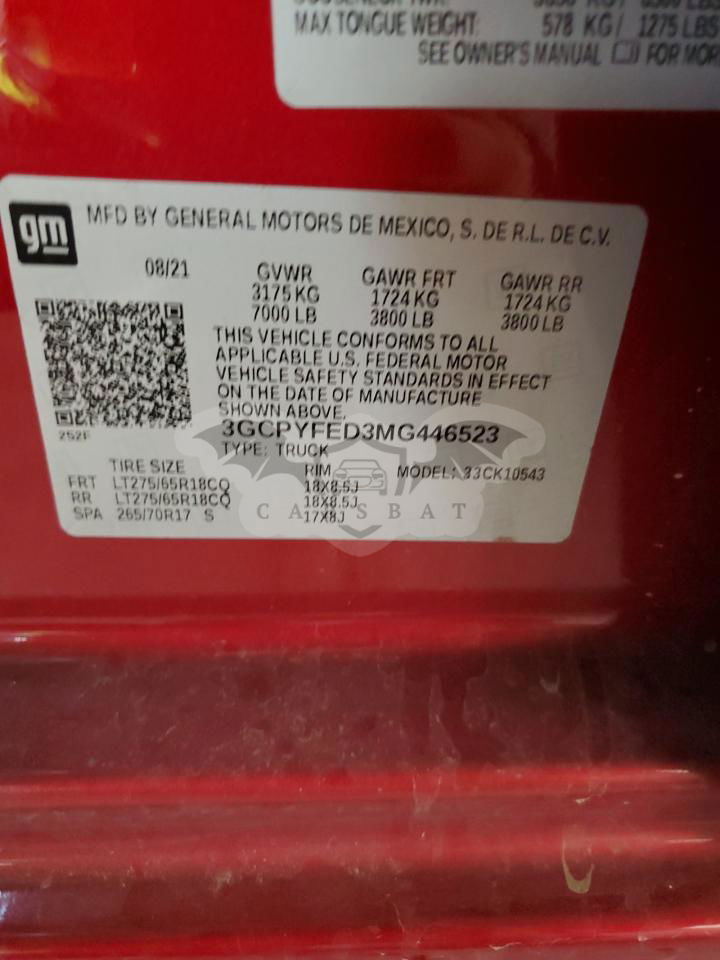 MAX TONGUE WEIGHT: 578 KG/ 1275 LBS
SEE OWNER'S MANUAL FOR MOR
gm
MFD BY GENERAL MOTORS DE MEXICO, S. DE R.L. DE C.V.
08/21 GVWR GAWR FRT GAWR RR
3175 KG 1724 KG 1724 KG
7000 LB 3800 LB 3800 LB
THIS VEHICLE CONFORMS TO ALL
APPLICABLE U.S. FEDERAL MOTOR
VEHICLE SAFETY STANDARDS IN EFFECT
ON THE DATE OF MANUFACTURE
SHOWN ABOVE.
252F
3GCPYFED3MG446523
TYPE: TRUCK
TIRE SIZE RIM MODEL: 33CK10543
FRT LT275/65R18CQ 18X8.5J
RR LT275/65R18CQ 18X8.5J
SPA 265/70R17 S 17X8J
CARSBAT